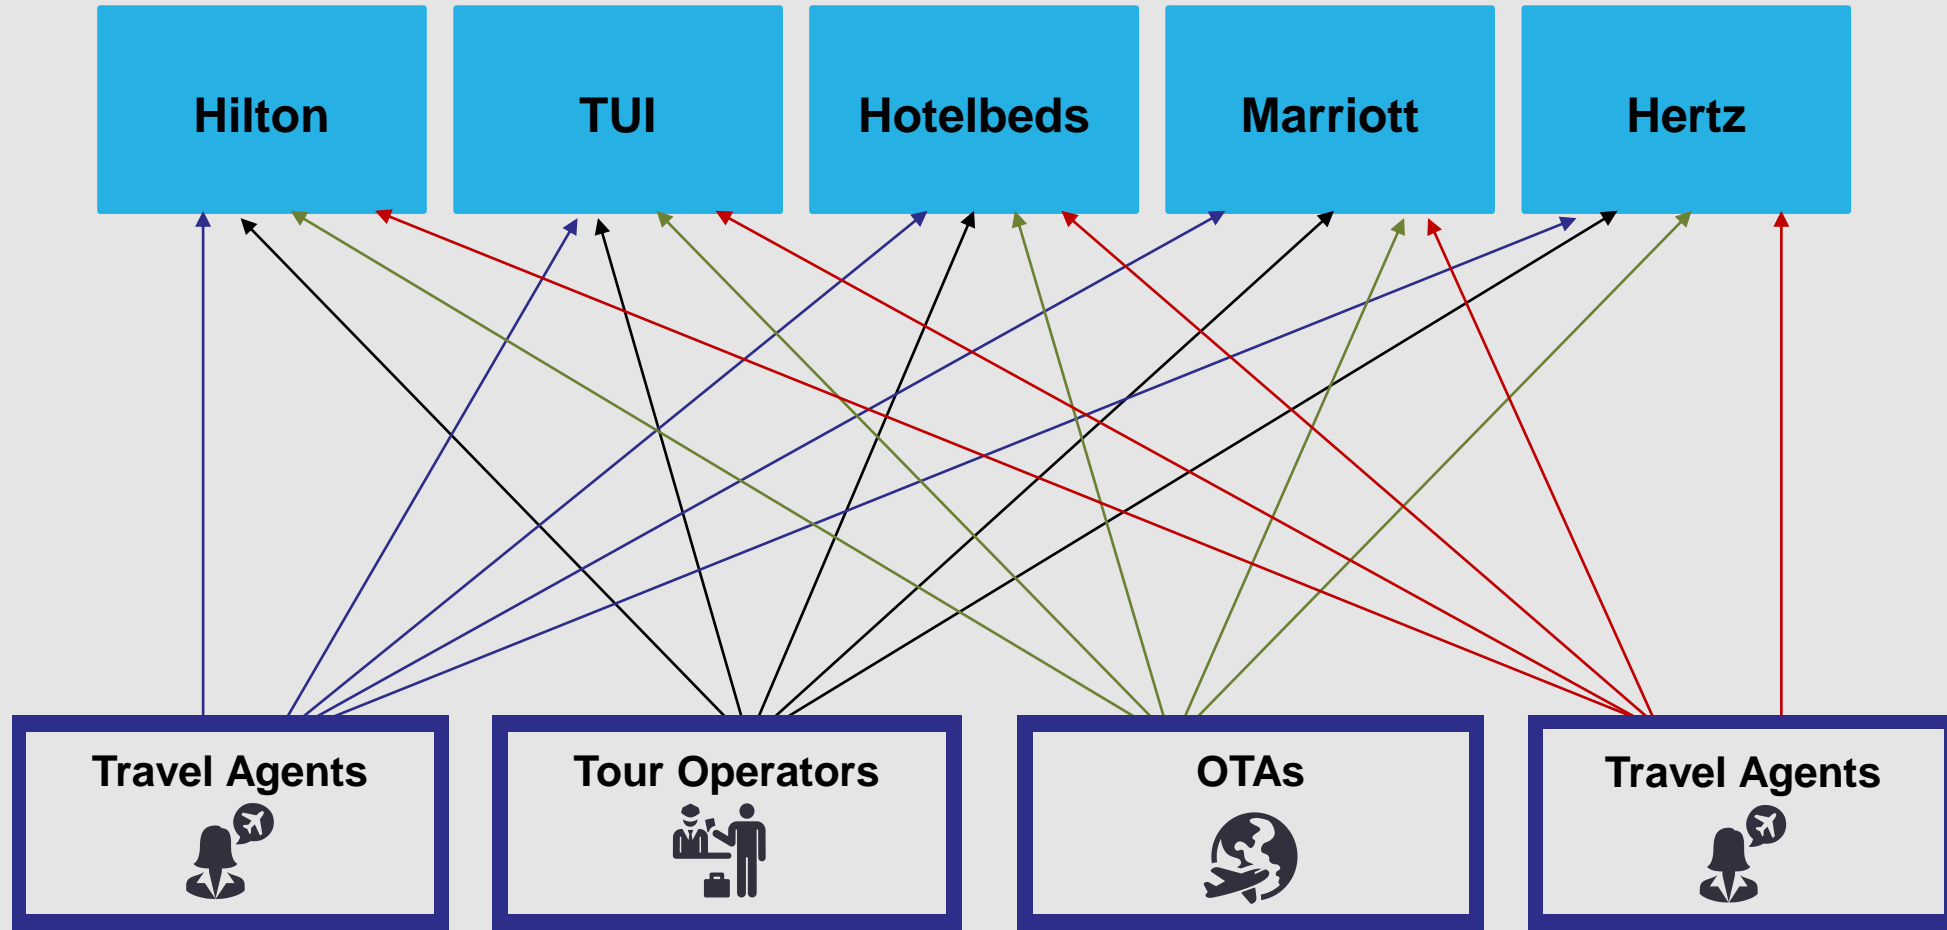 Hilton
TUI
Hotelbeds
Marriott
Hertz
Travel Agents
Tour Operators
OTAs
Travel Agents